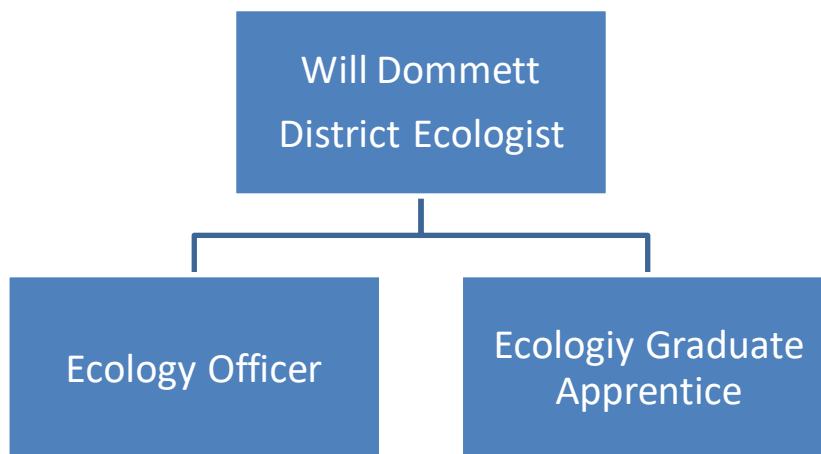 Will Dommett
District Ecologist
Ecology Officer
Ecologiy Graduate
Apprentice